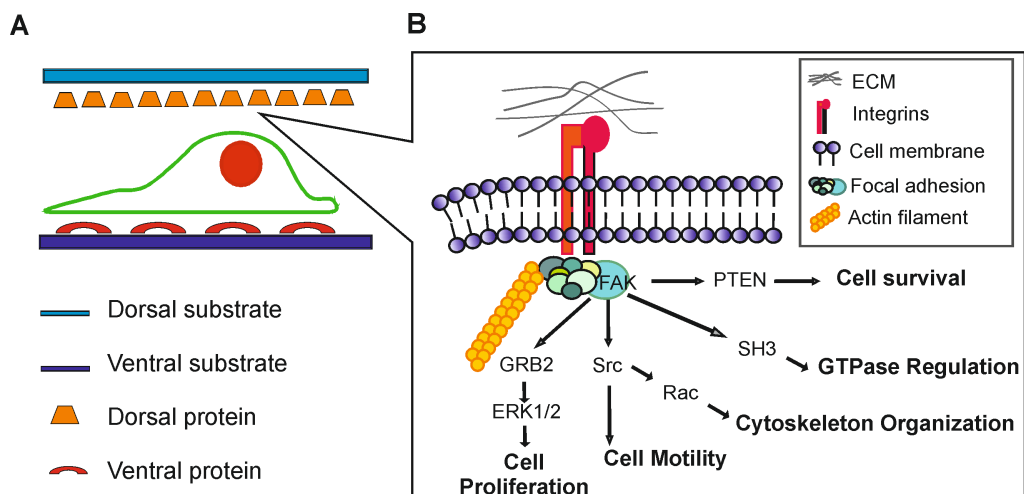 A
B
ECM
Integrins
Cell membrane
Focal adhesion
Actin filament
FAK
PTEN
Cell survival
SH3
GTPase Regulation
GRB2
Src
Rac
ERK1/2
Cytoskeleton Organization
Cell
Proliferation
Cell Motility
Dorsal substrate
Ventral substrate
Dorsal protein
Ventral protein